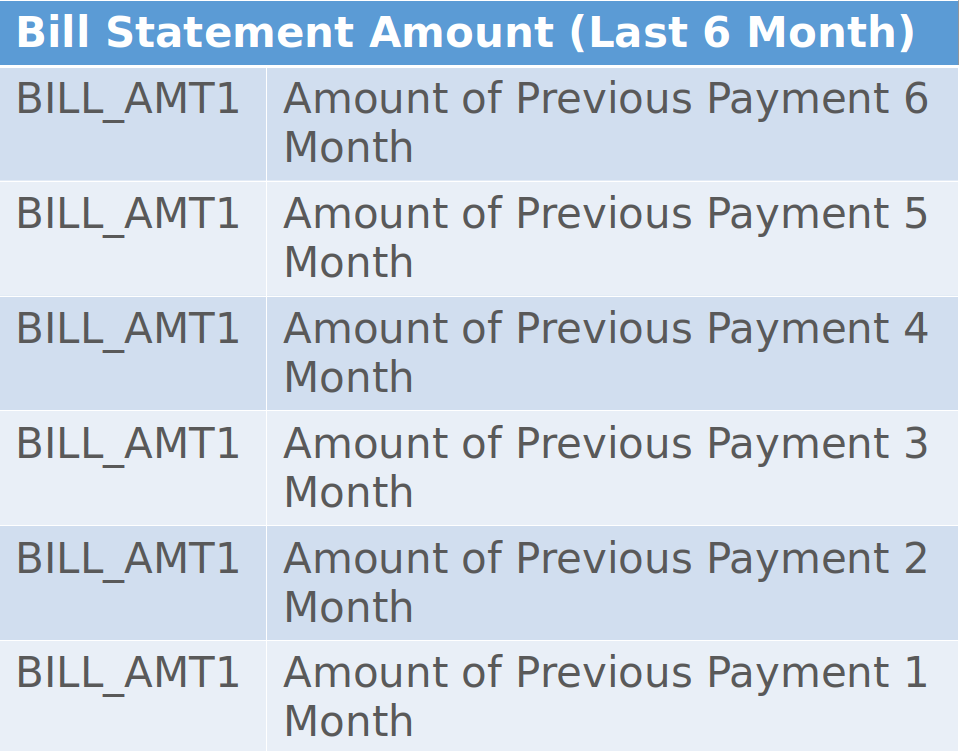 Bill Statement Amount (Last 6 Month)
BILL_AMT1 Amount of Previous Payment 6
Month
BILL_AMT1 Amount of Previous Payment 5
Month
BILL_AMT1 Amount of Previous Payment 4
Month
BILL_AMT1 Amount of Previous Payment 3
Month
BILL_AMT1 Amount of Previous Payment 2
Month
BILL_AMT1 Amount of Previous Payment 1
Month